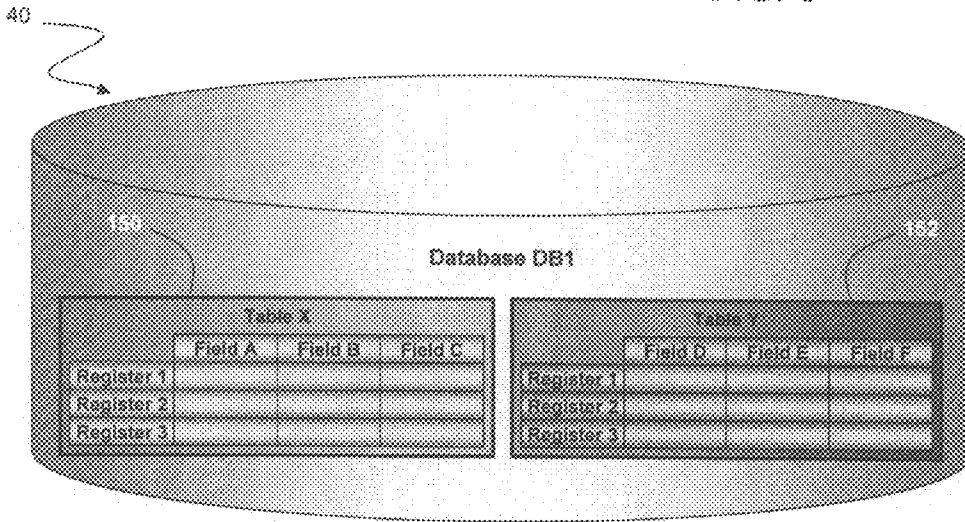 40
150
152
Database DB1
Table X
Field A Field B Field C
Register 1
Register 2
Register 3
Table Y
Field D Field E Field F
Register 1
Register 2
Register 3